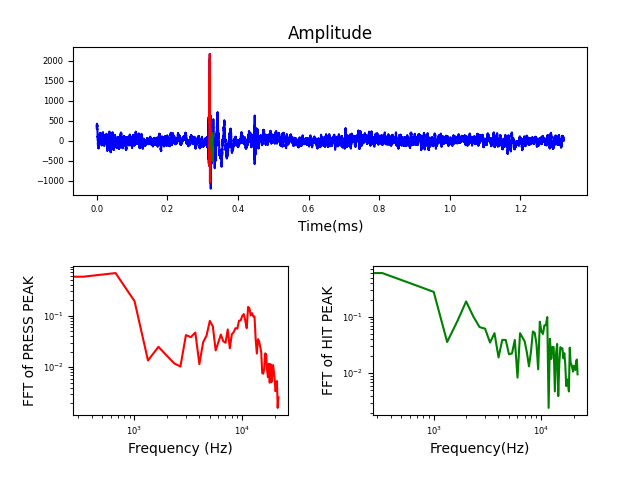 Amplitude
2000
1500
1000
500
0
−500
−1000
0.0 0.2 0.4 0.6 0.8 1.0 1.2
Time(ms)
FFT of PRESS PEAK
10⁻¹
10⁻²
10³ 10⁴
Frequency (Hz)
FFT of HIT PEAK
10⁻¹
10⁻²
10³ 10⁴
Frequency(Hz)